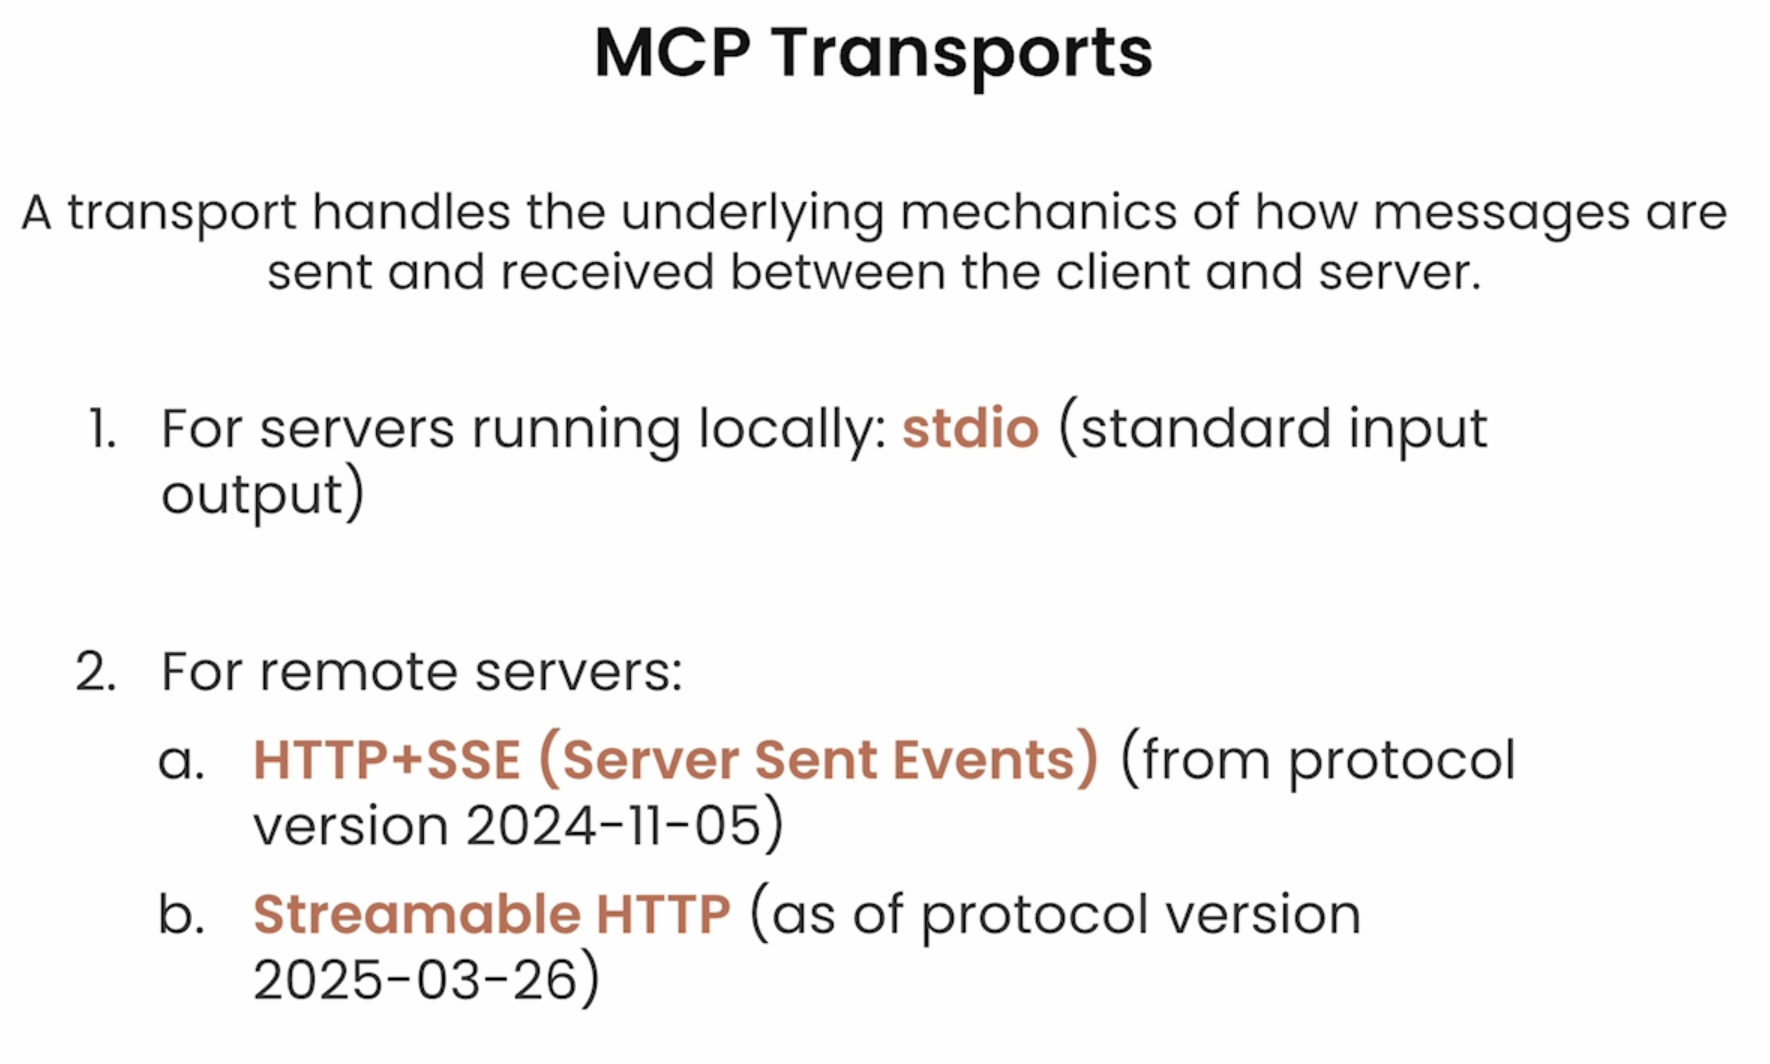 MCP Transports
A transport handles the underlying mechanics of how messages are
sent and received between the client and server.
1. For servers running locally: stdio (standard input
output)
2. For remote servers:
a. HTTP+SSE (Server Sent Events) (from protocol
version 2024-11-05)
b. Streamable HTTP (as of protocol version
2025-03-26)